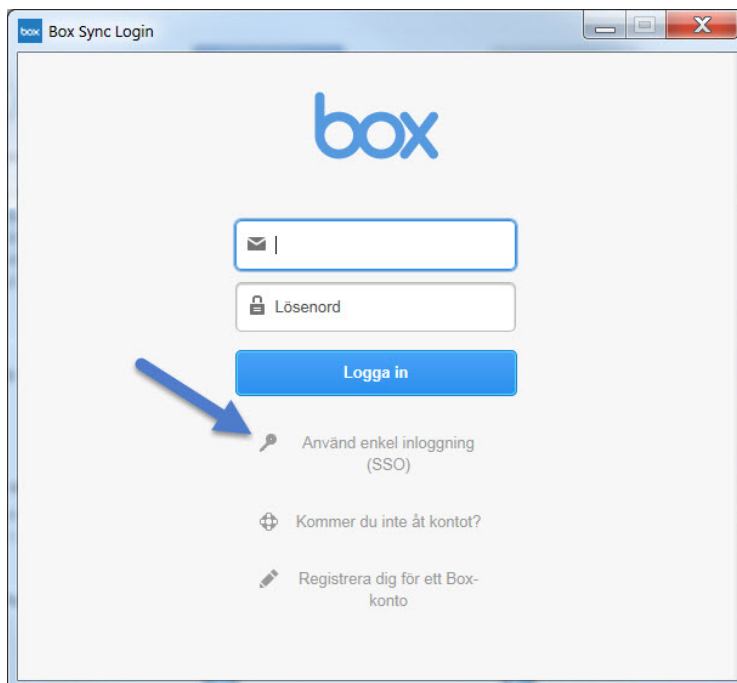 box Box Sync Login
box
Lösenord
Logga in
Använd enkel inloggning
(SSO)
Kommer du inte åt kontot?
Registrera dig för ett Box-
konto